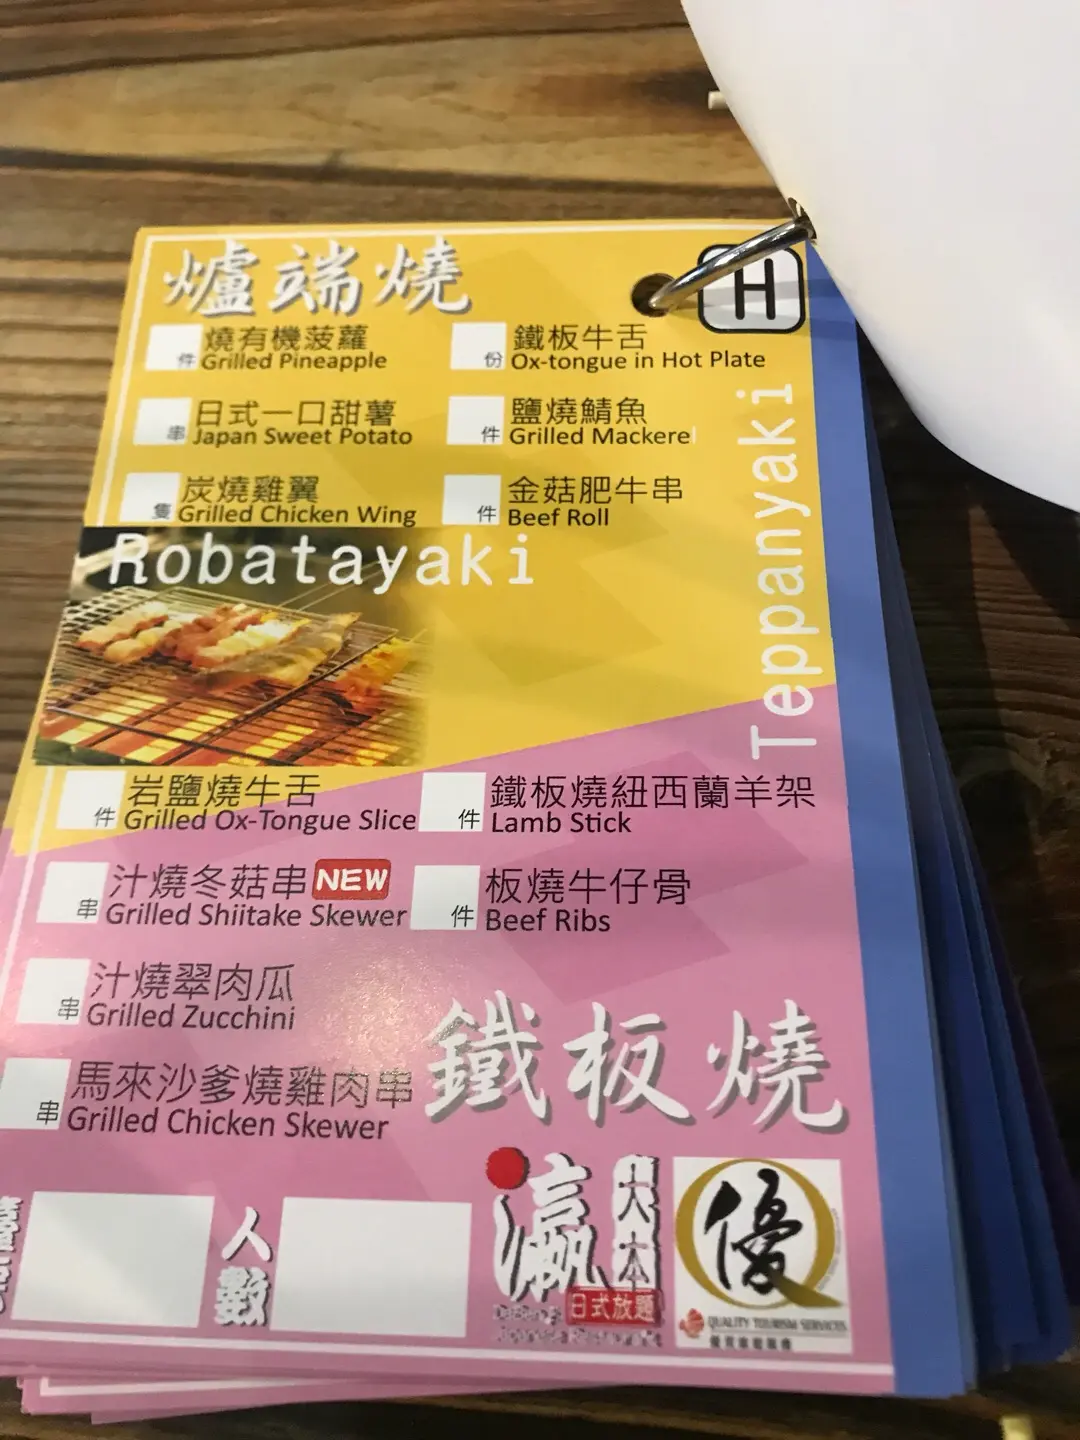 爐端燒
H
件 燒有機菠蘿
Grilled Pineapple
份 鐵板牛舌
Ox-tongue in Hot Plate
串 日式一口甜薯
Japan Sweet Potato
件 鹽燒鯖魚
Grilled Mackerel
隻 炭燒雞翼
Grilled Chicken Wing
件 金菇肥牛串
Beef Roll
Robatayaki
Teppanyaki
件 岩鹽燒牛舌
Grilled Ox-Tongue Slice
件 鐵板燒紐西蘭羊架
Lamb Stick
串 汁燒冬菇串 NEW
Grilled Shiitake Skewer
件 板燒牛仔骨
Beef Ribs
串 汁燒翠肉瓜
Grilled Zucchini
串 馬來沙爹燒雞肉串
Grilled Chicken Skewer
鐵板燒
人數
瀛
大本
日式放題
優
QUALITY TOURISM SERVICES